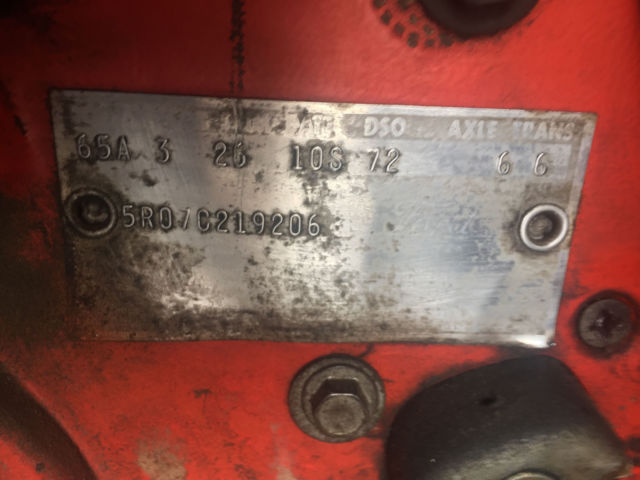 DSO AXLE TRANS
65A 3 26 10S 72 6 6
5R07C219206